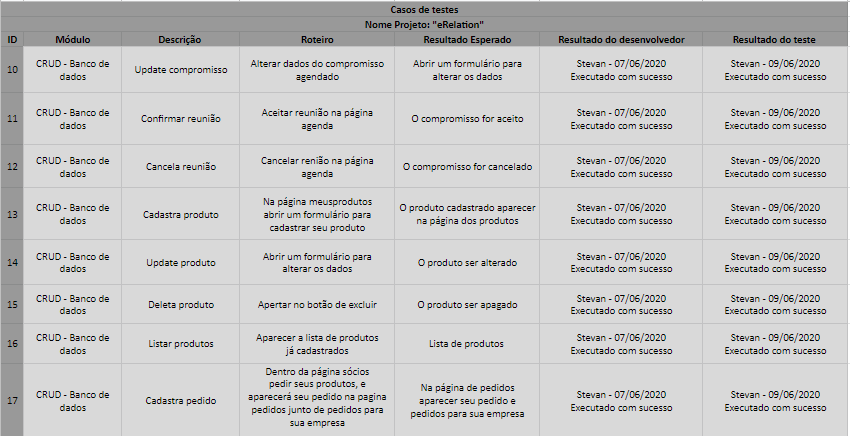 Casos de testes
Nome Projeto: "eRelation"
ID Módulo Descrição Roteiro Resultado Esperado Resultado do desenvolvedor Resultado do teste
10
CRUD - Banco de
dados
Update compromisso
Alterar dados do compromisso
agendado
Abrir um formulário para
alterar os dados
Stevan - 07/06/2020
Executado com sucesso
Stevan - 09/06/2020
Executado com sucesso
11
CRUD - Banco de
dados
Confirmar reunião
Aceitar reunião na página
agenda
O compromisso for aceito
Stevan - 07/06/2020
Executado com sucesso
Stevan - 09/06/2020
Executado com sucesso
12
CRUD - Banco de
dados
Cancela reunião
Cancelar renião na página
agenda
O compromisso for cancelado
Stevan - 07/06/2020
Executado com sucesso
Stevan - 09/06/2020
Executado com sucesso
13
CRUD - Banco de
dados
Cadastra produto
Na página meusprodutos
abrir um formulário para
cadastrar seu produto
O produto cadastrado aparecer
na página dos produtos
Stevan - 07/06/2020
Executado com sucesso
Stevan - 09/06/2020
Executado com sucesso
14
CRUD - Banco de
dados
Update produto
Abrir um formulário para
alterar os dados
O produto ser alterado
Stevan - 07/06/2020
Executado com sucesso
Stevan - 09/06/2020
Executado com sucesso
15
CRUD - Banco de
dados
Deleta produto
Apertar no botão de excluir
O produto ser apagado
Stevan - 07/06/2020
Executado com sucesso
Stevan - 09/06/2020
Executado com sucesso
16
CRUD - Banco de
dados
Listar produtos
Aparecer a lista de produtos
já cadastrados
Lista de produtos
Stevan - 07/06/2020
Executado com sucesso
Stevan - 09/06/2020
Executado com sucesso
17
CRUD - Banco de
dados
Cadastra pedido
Dentro da página sócios
pedir seus produtos, e
aparecerá seu pedido na pagina
pedidos junto de pedidos para
sua empresa
Na página de pedidos
aparecer seu pedido e
pedidos para sua empresa
Stevan - 07/06/2020
Executado com sucesso
Stevan - 09/06/2020
Executado com sucesso